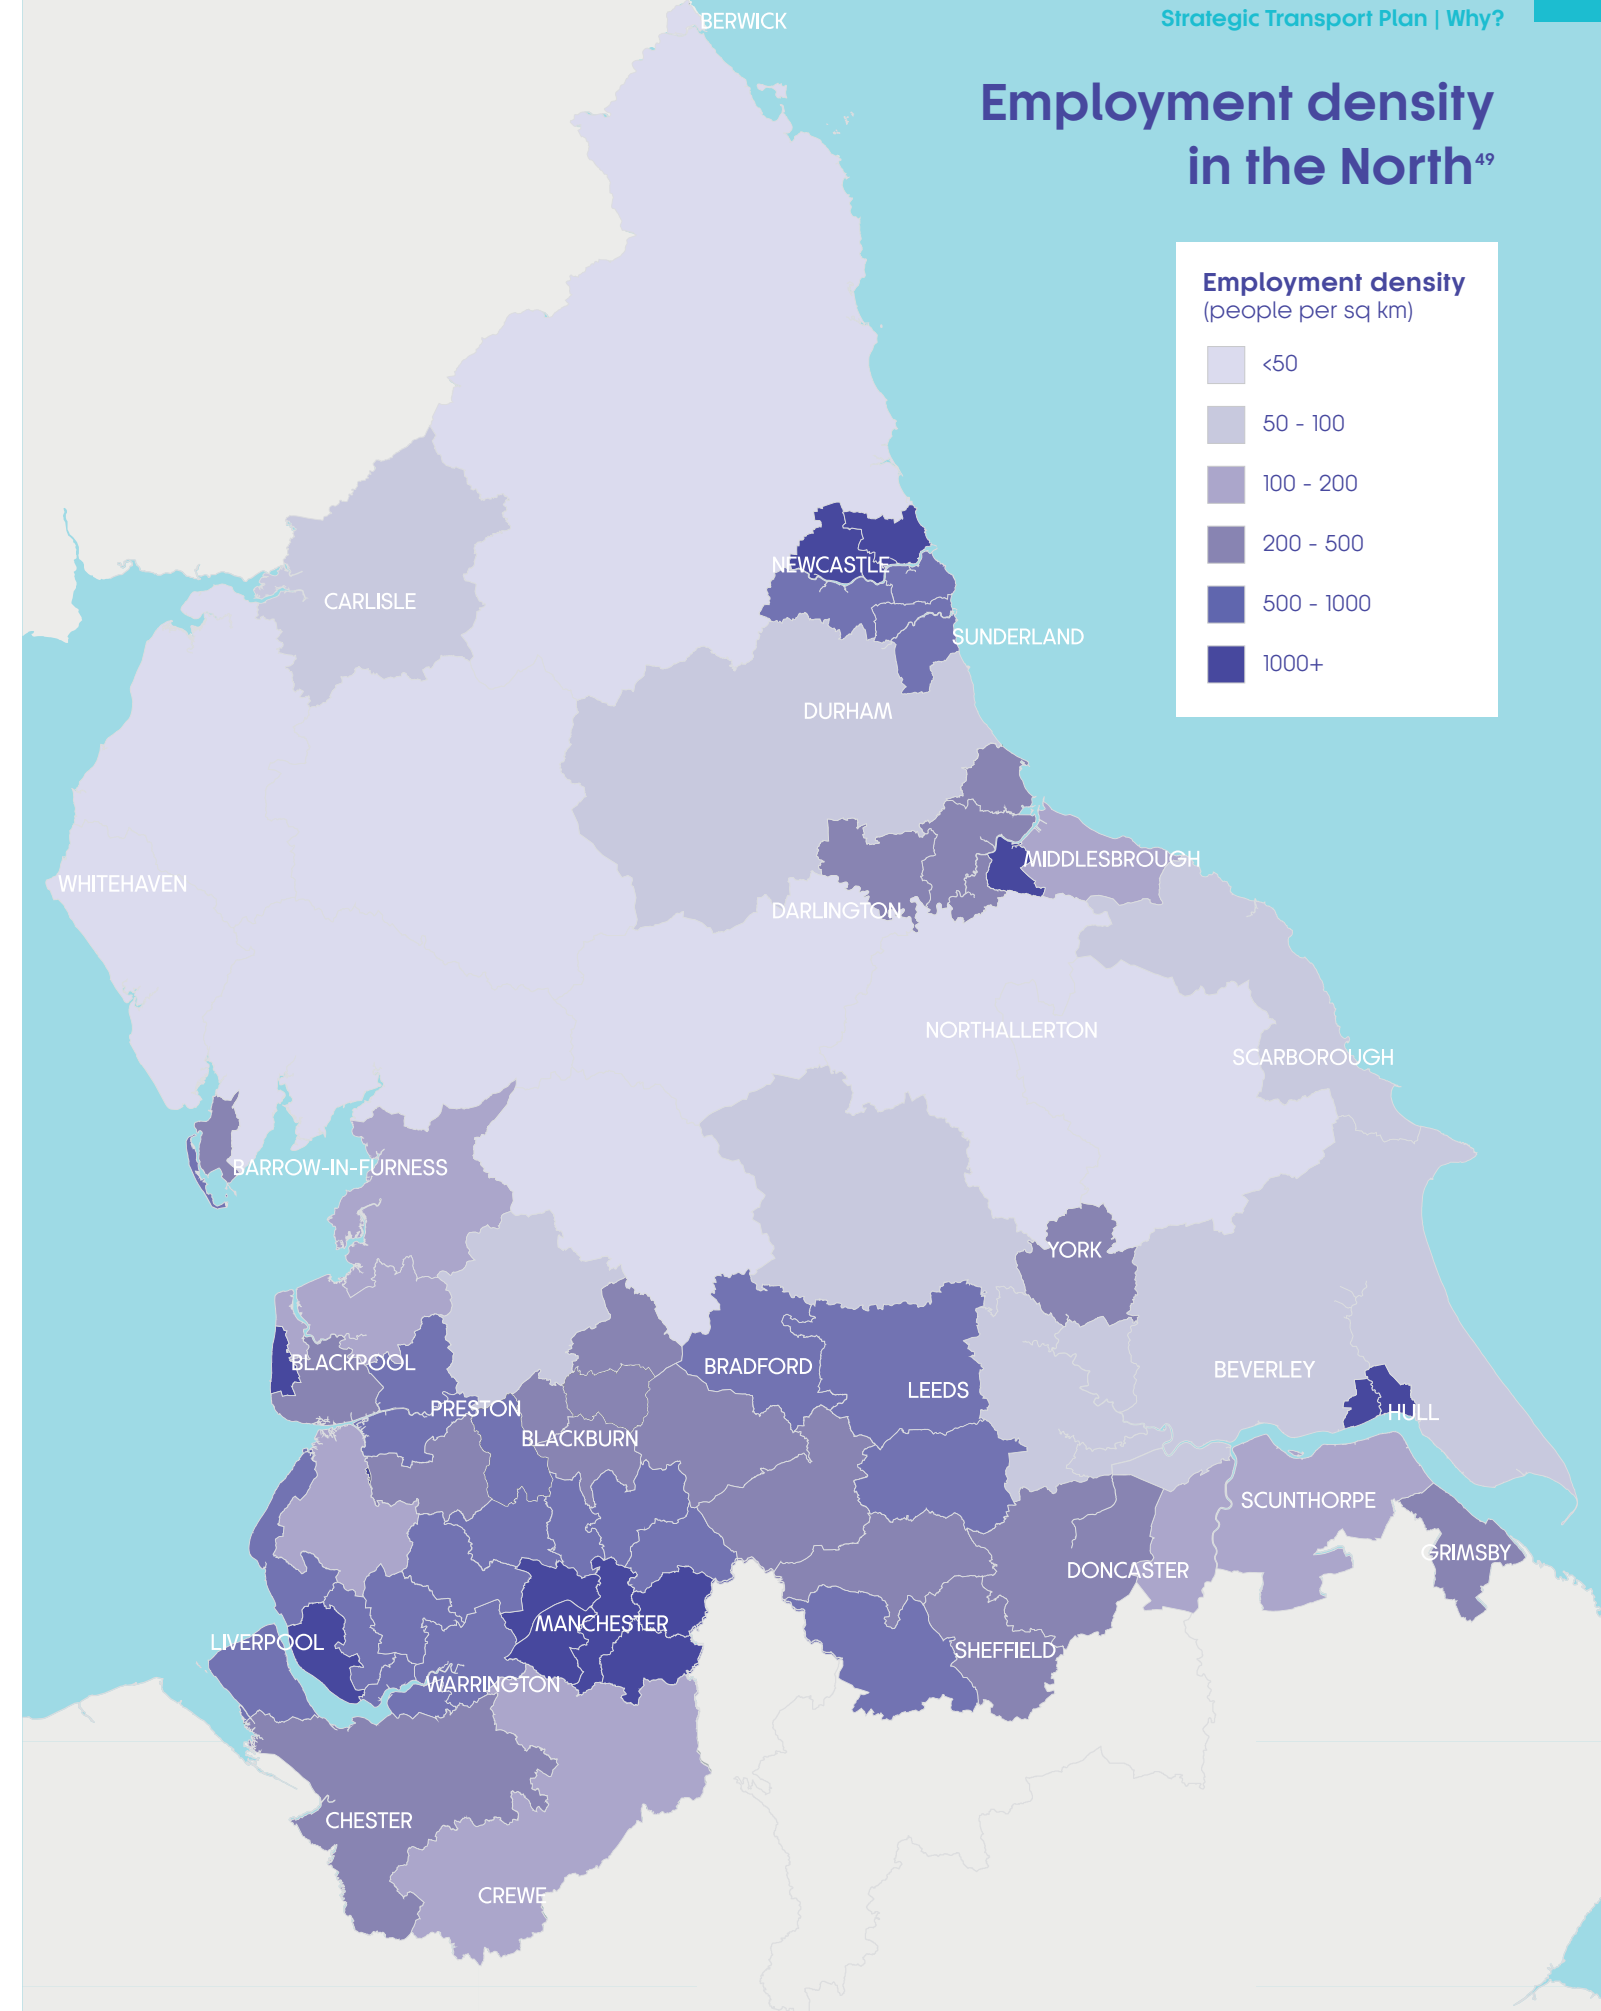 Strategic Transport Plan | Why?
Employment density
in the North⁴⁹
Employment density
(people per sq km)
<50
50 - 100
100 - 200
200 - 500
500 - 1000
1000+
BERWICK
NEWCASTLE
CARLISLE
SUNDERLAND
DURHAM
MIDDLESBROUGH
WHITEHAVEN
DARLINGTON
NORTHALLERTON
SCARBOROUGH
BARROW-IN-FURNESS
YORK
BLACKPOOL
BRADFORD
BEVERLEY
LEEDS
PRESTON
HULL
BLACKBURN
SCUNTHORPE
GRIMSBY
DONCASTER
MANCHESTER
LIVERPOOL
SHEFFIELD
WARRINGTON
CHESTER
CREWE